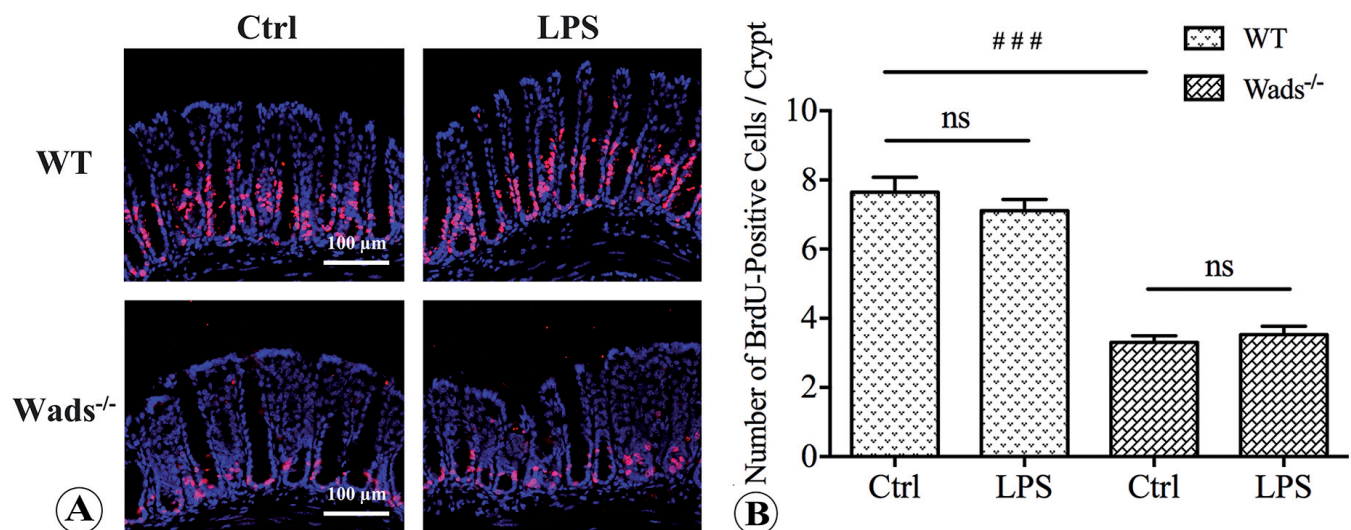 Ctrl
LPS
WT
100 µm
Wads-/-
100 µm
A
Number of BrdU-Positive Cells / Crypt
###
WT
Wads-/-
10
8
6
4
2
0
ns
ns
Ctrl
LPS
Ctrl
LPS
B